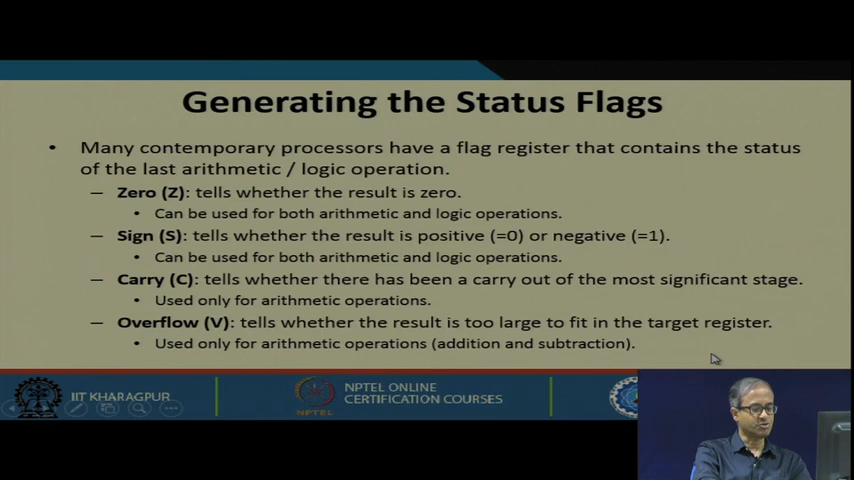 Generating the Status Flags
• Many contemporary processors have a flag register that contains the status
of the last arithmetic / logic operation.
– Zero (Z): tells whether the result is zero.
• Can be used for both arithmetic and logic operations.
– Sign (S): tells whether the result is positive (=0) or negative (=1).
• Can be used for both arithmetic and logic operations.
– Carry (C): tells whether there has been a carry out of the most significant stage.
• Used only for arithmetic operations.
– Overflow (V): tells whether the result is too large to fit in the target register.
• Used only for arithmetic operations (addition and subtraction).
IIT KHARAGPUR
NPTEL
NPTEL ONLINE
CERTIFICATION COURSES